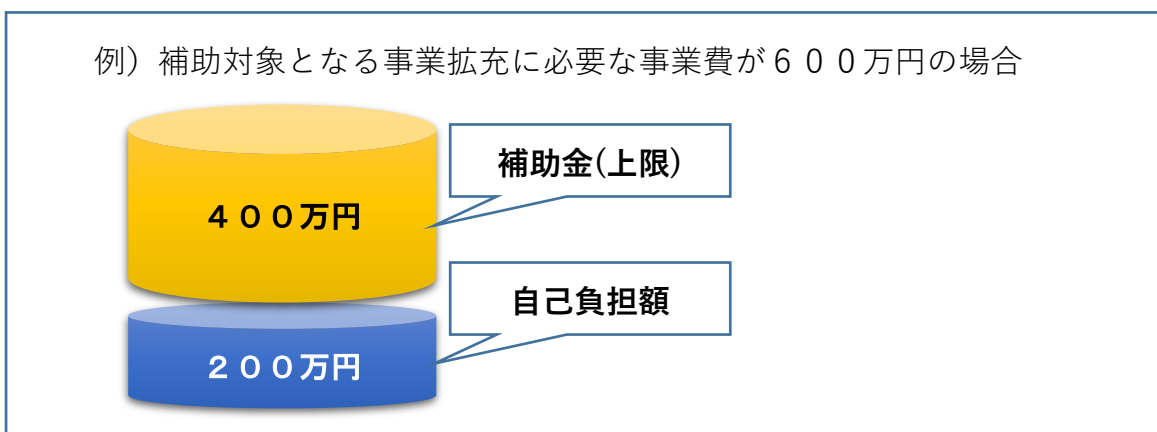 例）補助対象となる事業拡充に必要な事業費が６００万円の場合
補助金(上限)
４００万円
自己負担額
２００万円